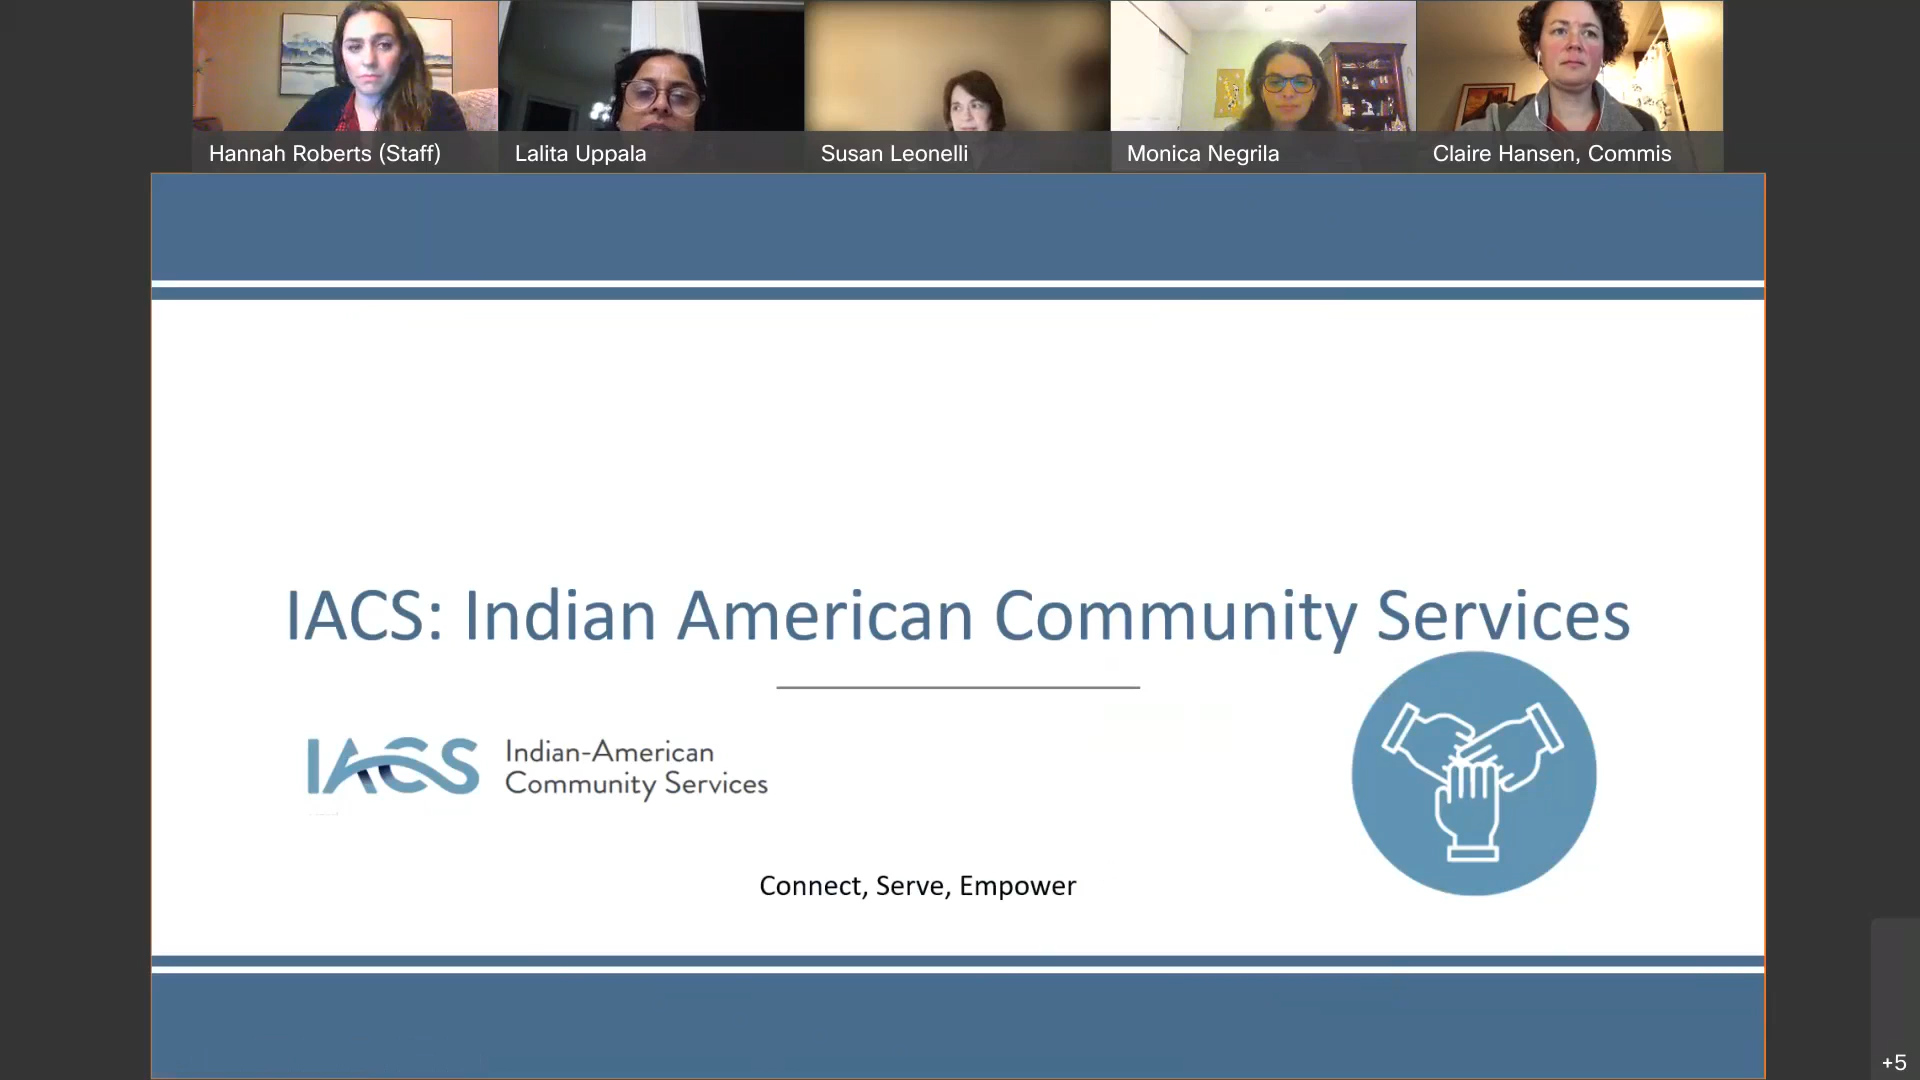 Hannah Roberts (Staff)
Lalita Uppala
Susan Leonelli
Monica Negrila
Claire Hansen, Commis
IACS: Indian American Community Services
IACS
Indian-American
Community Services
Connect, Serve, Empower
+5